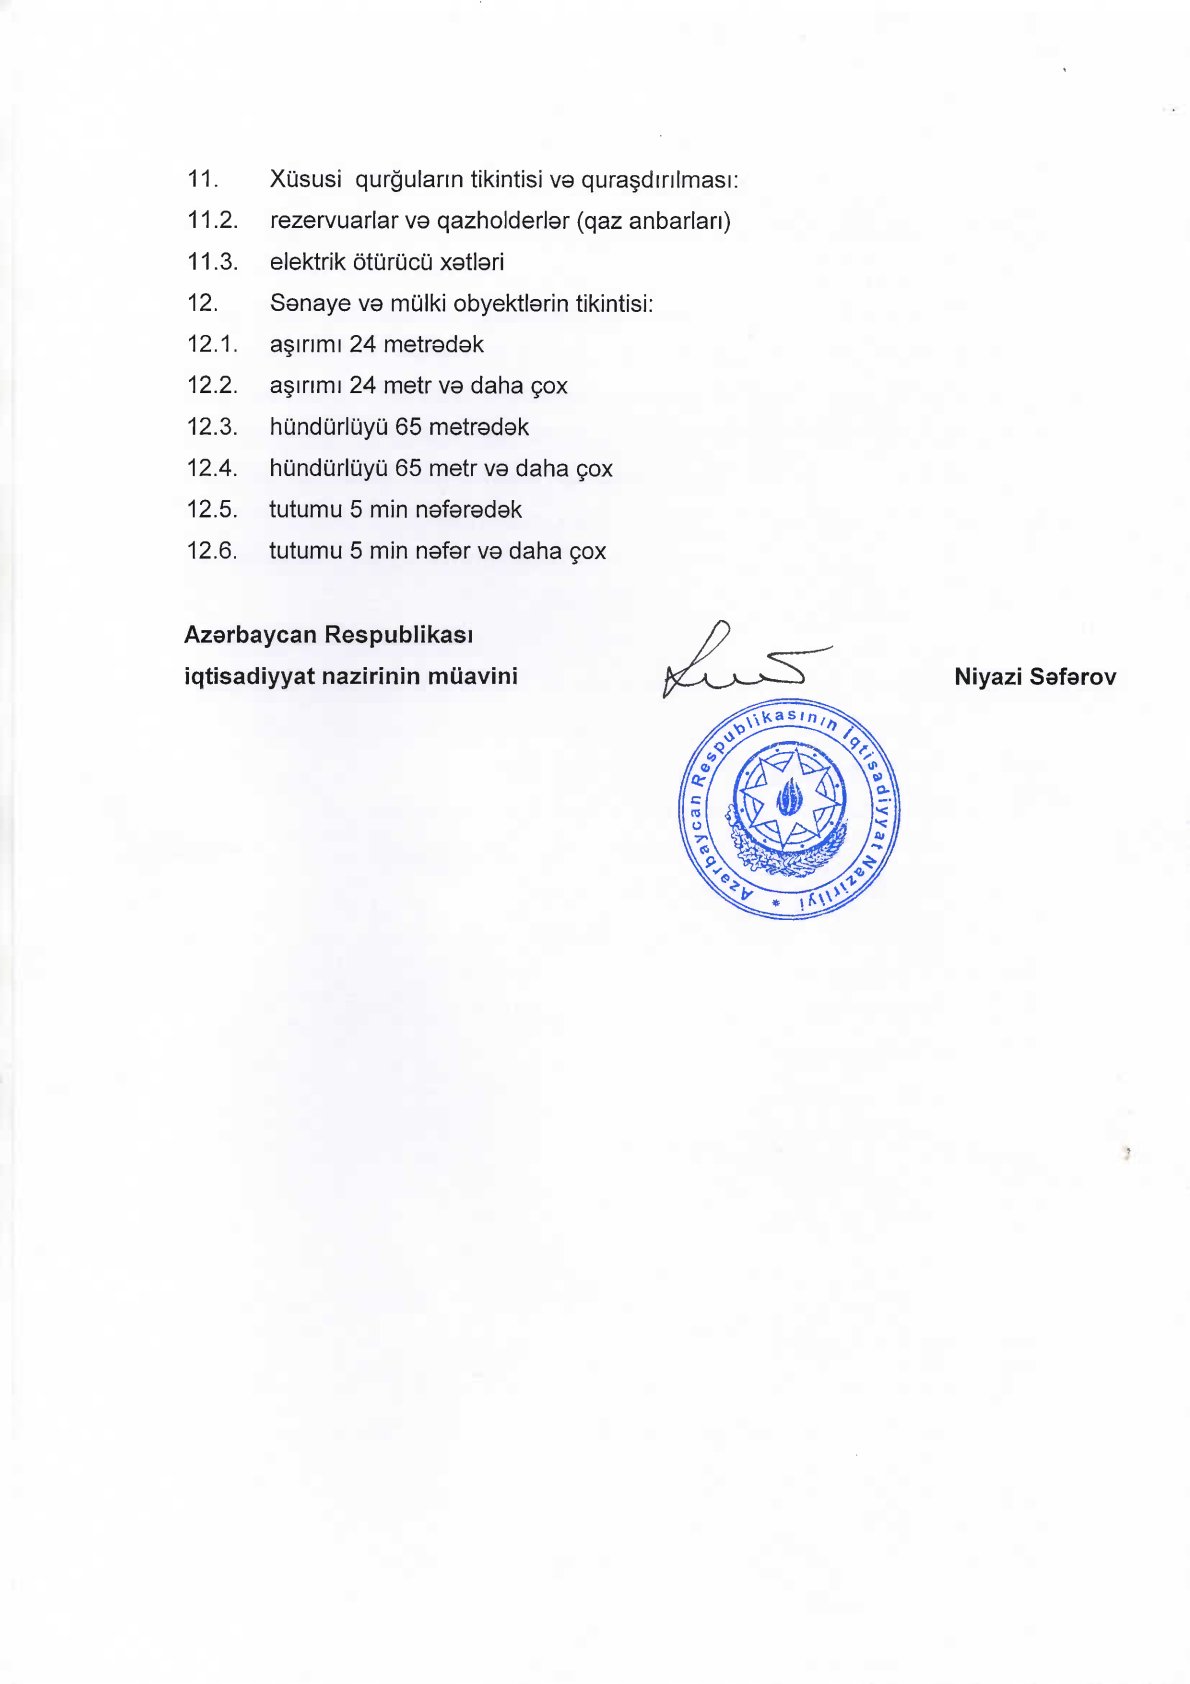 11. Xüsusi qurğuların tikintisi və quraşdırılması:
11.2. rezervuarlar və qazholderlər (qaz anbarları)
11.3. elektrik ötürücü xətləri
12. Sənaye və mülki obyektlərin tikintisi:
12.1. aşırımı 24 metrədək
12.2. aşırımı 24 metr və daha çox
12.3. hündürlüyü 65 metrədək
12.4. hündürlüyü 65 metr və daha çox
12.5. tutumu 5 min nəfərədək
12.6. tutumu 5 min nəfər və daha çox
Azərbaycan Respublikası
iqtisadiyyat nazirinin müavini Niyazi Səfərov
Azərbaycan Respublikasının İqtisadiyyat Nazirliyi *